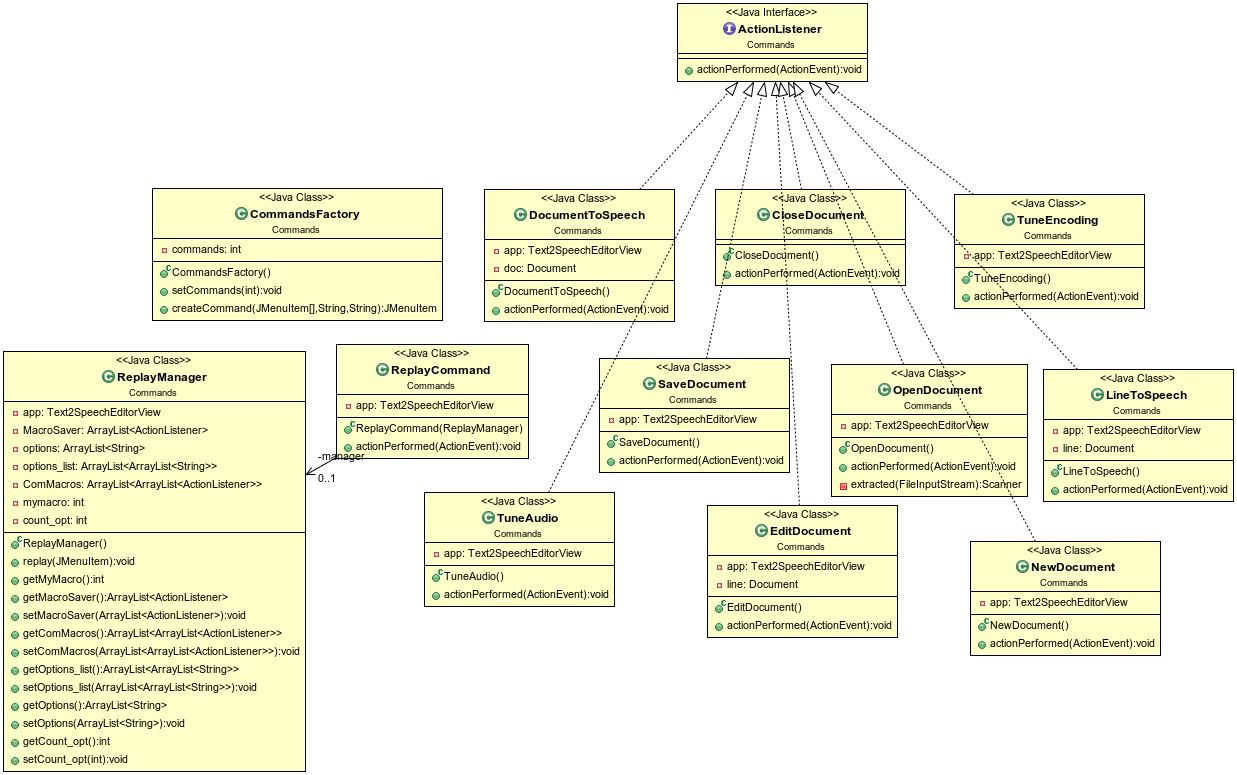 <<Java Interface>>
ActionListener
Commands
actionPerformed(ActionEvent):void
<<Java Class>>
CommandsFactory
Commands
commands: int
CommandsFactory()
setCommands(int):void
createCommand(JMenuItem[],String,String):JMenuItem
<<Java Class>>
DocumentToSpeech
Commands
app: Text2SpeechEditorView
doc: Document
DocumentToSpeech()
actionPerformed(ActionEvent):void
<<Java Class>>
CloseDocument
Commands
CloseDocument()
actionPerformed(ActionEvent):void
<<Java Class>>
TuneEncoding
Commands
app: Text2SpeechEditorView
TuneEncoding()
actionPerformed(ActionEvent):void
<<Java Class>>
ReplayManager
Commands
app: Text2SpeechEditorView
MacroSaver: ArrayList<ActionListener>
options: ArrayList<String>
options_list: ArrayList<ArrayList<String>>
ComMacros: ArrayList<ArrayList<ActionListener>>
mymacro: int
count_opt: int
ReplayManager()
replay(JMenuItem):void
getMyMacro():int
getMacroSaver():ArrayList<ActionListener>
setMacroSaver(ArrayList<ActionListener>):void
getComMacros():ArrayList<ArrayList<ActionListener>>
setComMacros(ArrayList<ArrayList<ActionListener>>):void
getOptions_list():ArrayList<ArrayList<String>>
setOptions_list(ArrayList<ArrayList<String>>):void
getOptions():ArrayList<String>
setOptions(ArrayList<String>):void
getCount_opt():int
setCount_opt(int):void
<<Java Class>>
ReplayCommand
Commands
app: Text2SpeechEditorView
ReplayCommand(ReplayManager)
actionPerformed(ActionEvent):void
-manager
0..1
<<Java Class>>
SaveDocument
Commands
app: Text2SpeechEditorView
SaveDocument()
actionPerformed(ActionEvent):void
<<Java Class>>
OpenDocument
Commands
app: Text2SpeechEditorView
OpenDocument()
actionPerformed(ActionEvent):void
extracted(FileInputStream):Scanner
<<Java Class>>
LineToSpeech
Commands
app: Text2SpeechEditorView
line: Document
LineToSpeech()
actionPerformed(ActionEvent):void
<<Java Class>>
TuneAudio
Commands
app: Text2SpeechEditorView
TuneAudio()
actionPerformed(ActionEvent):void
<<Java Class>>
EditDocument
Commands
app: Text2SpeechEditorView
line: Document
EditDocument()
actionPerformed(ActionEvent):void
<<Java Class>>
NewDocument
Commands
app: Text2SpeechEditorView
NewDocument()
actionPerformed(ActionEvent):void